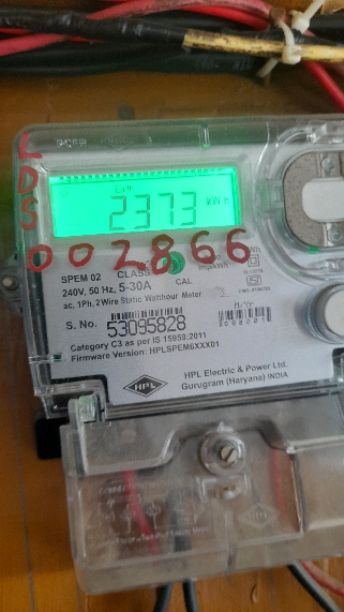 L
D
S
2373
kWh
002866
SPEM 02 CLASS
240V, 50 Hz, 5-30A CAL
ac, 1Ph, 2 Wire Static Watthour Meter
S. No. 53095828
Category C3 as per IS 15959:2011
Firmware Version: HPLSPEM6XXX01
HPL
HPL Electric & Power Ltd.
Gurugram (Haryana) INDIA